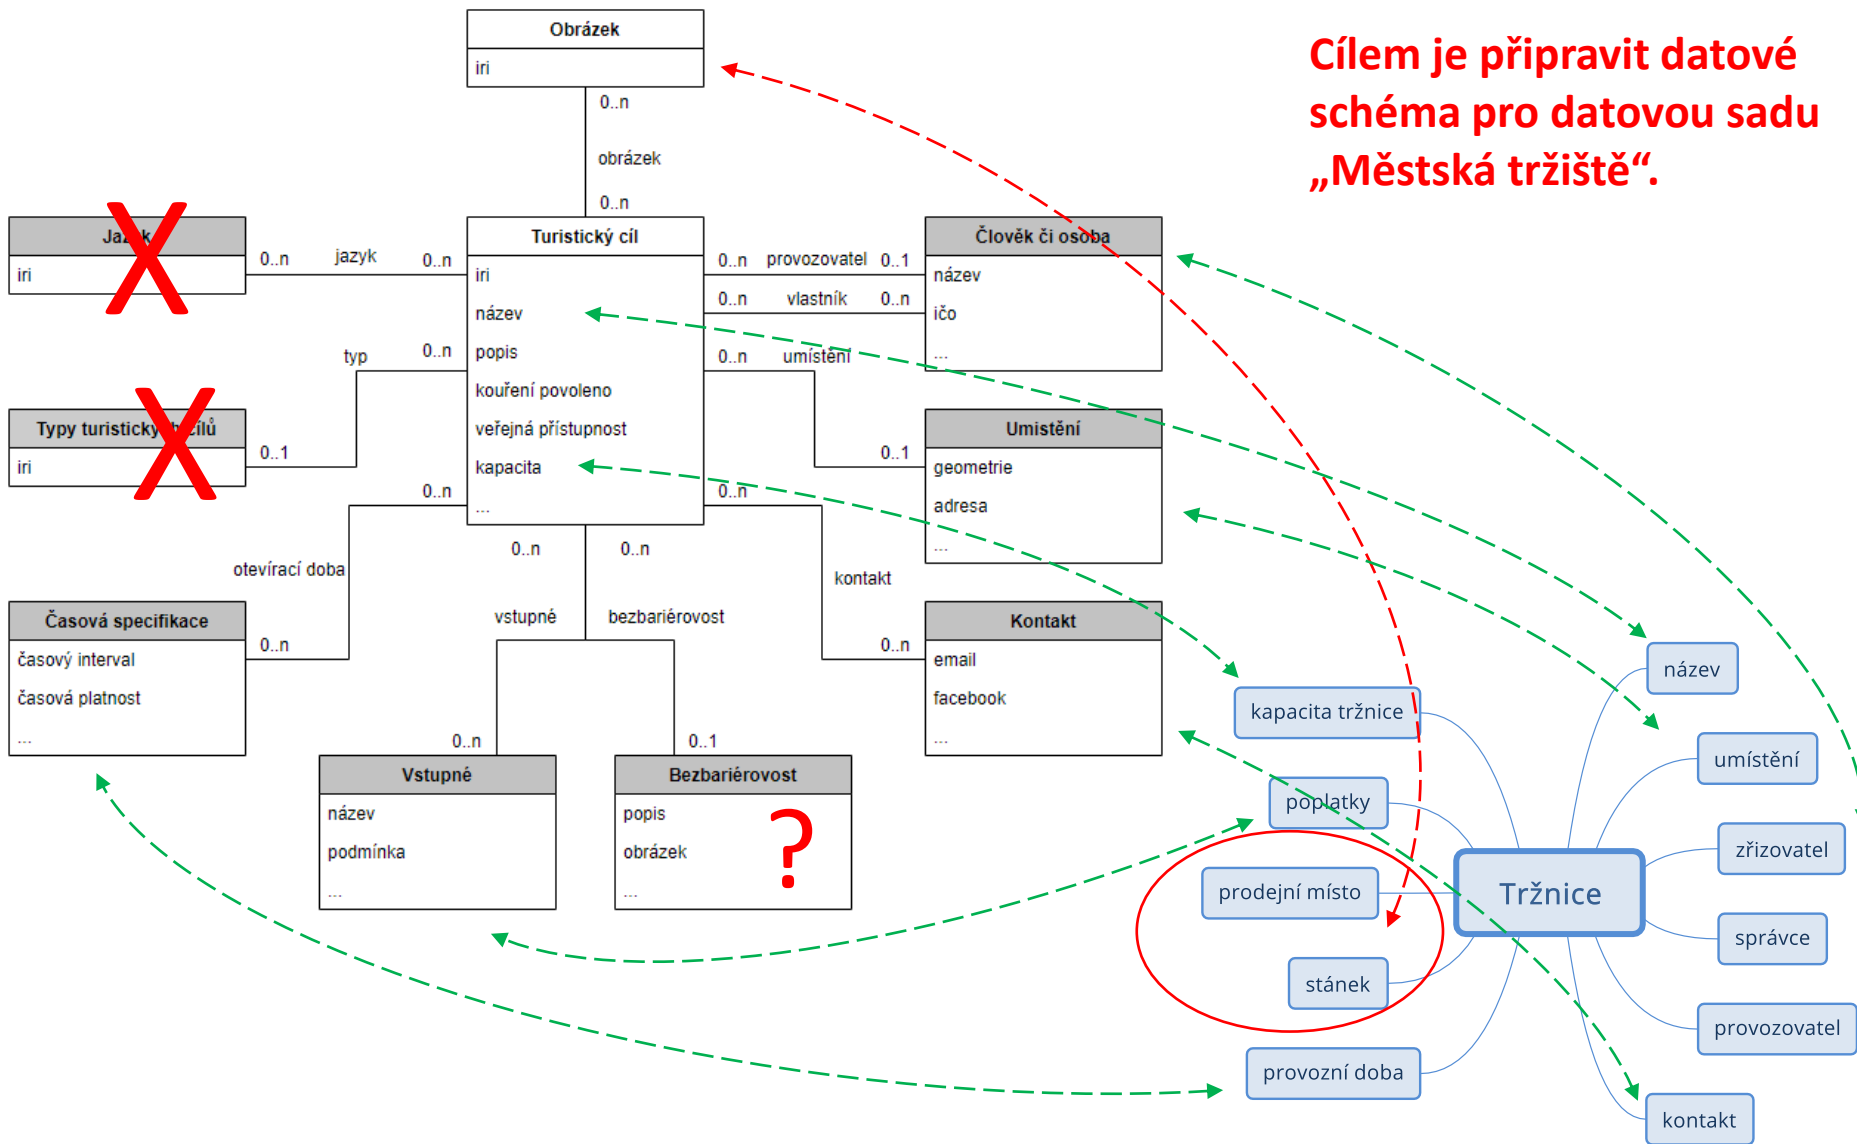 Obrázek
iri
0..n
obrázek
0..n
Cílem je připravit datové
schéma pro datovou sadu
„Městská tržiště“.
Jazyk
iri
0..n jazyk 0..n
Turistický cíl
iri
název
popis
kouření povoleno
veřejná přístupnost
kapacita
...
0..n provozovatel 0..1
0..n vlastník 0..n
Člověk či osoba
název
ičo
...
X
typ 0..n
0..n umístění
Typy turistických cílů
iri
0..1
X
0..1
Umistění
geometrie
adresa
...
0..n
0..n
otevírací doba
0..n 0..n
kontakt
Časová specifikace
časový interval
časová platnost
...
0..n
vstupné bezbariérovost
0..n
Kontakt
email
facebook
...
0..n 0..1
Vstupné
název
podmínka
...
Bezbariérovost
popis
obrázek
...
?
název
kapacita tržnice
umístění
poplatky
zřizovatel
prodejní místo
Tržnice
správce
stánek
provozovatel
provozní doba
kontakt